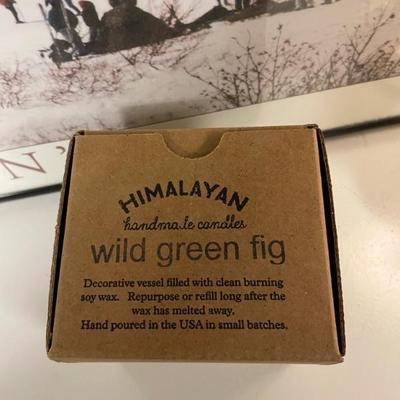 N'
HIMALAYAN
handmade candles
wild green fig
Decorative vessel filled with clean burning
soy wax. Repurpose or refill long after the
wax has melted away.
Hand poured in the USA in small batches.